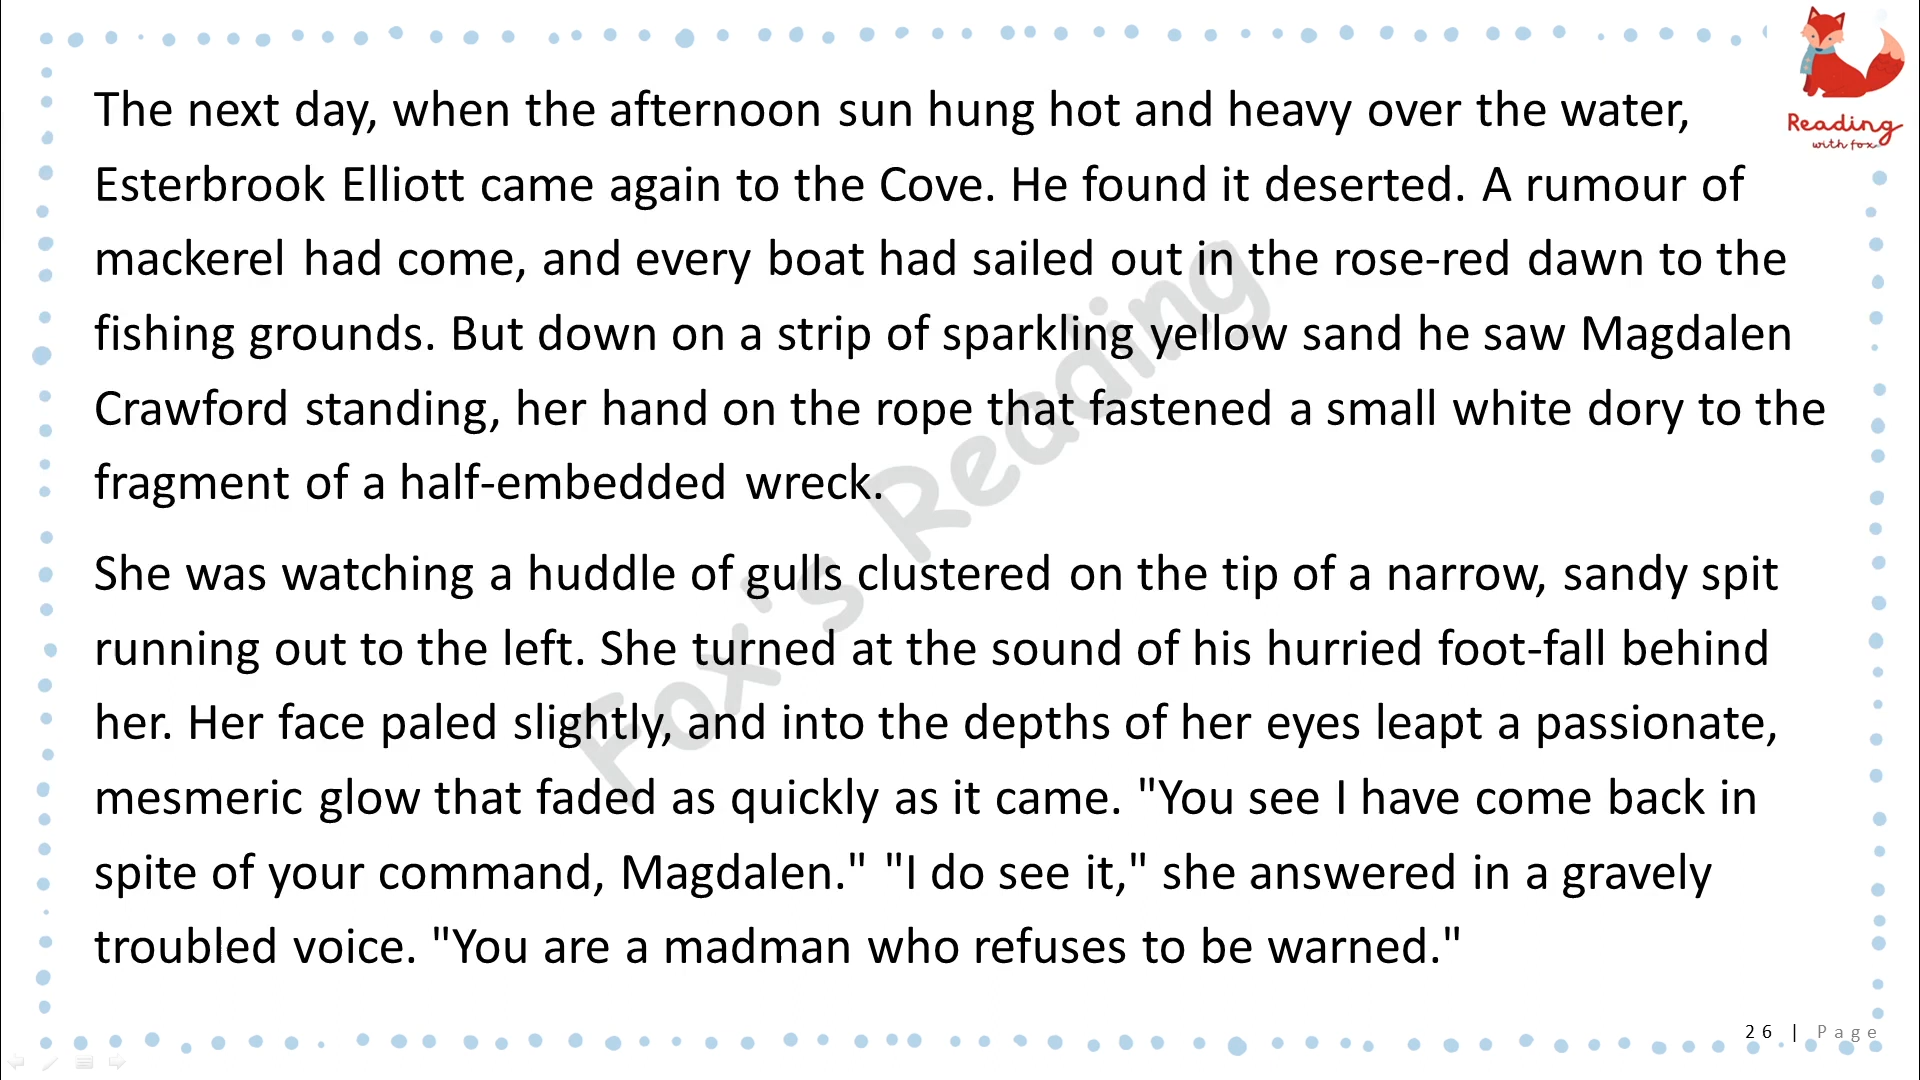 Reading
with fox
The next day, when the afternoon sun hung hot and heavy over the water,
Esterbrook Elliott came again to the Cove. He found it deserted. A rumour of
mackerel had come, and every boat had sailed out in the rose-red dawn to the
fishing grounds. But down on a strip of sparkling yellow sand he saw Magdalen
Crawford standing, her hand on the rope that fastened a small white dory to the
fragment of a half-embedded wreck.
She was watching a huddle of gulls clustered on the tip of a narrow, sandy spit
running out to the left. She turned at the sound of his hurried foot-fall behind
her. Her face paled slightly, and into the depths of her eyes leapt a passionate,
mesmeric glow that faded as quickly as it came. "You see I have come back in
spite of your command, Magdalen." "I do see it," she answered in a gravely
troubled voice. "You are a madman who refuses to be warned."
Fox's Reading
26 | Page